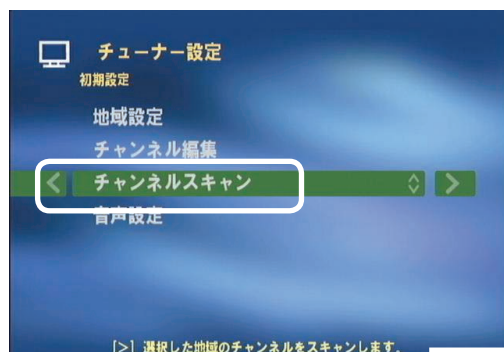 チューナー設定
初期設定
地域設定
チャンネル編集
チャンネルスキャン
音声設定
[>] 選択した地域のチャンネルをスキャンします。